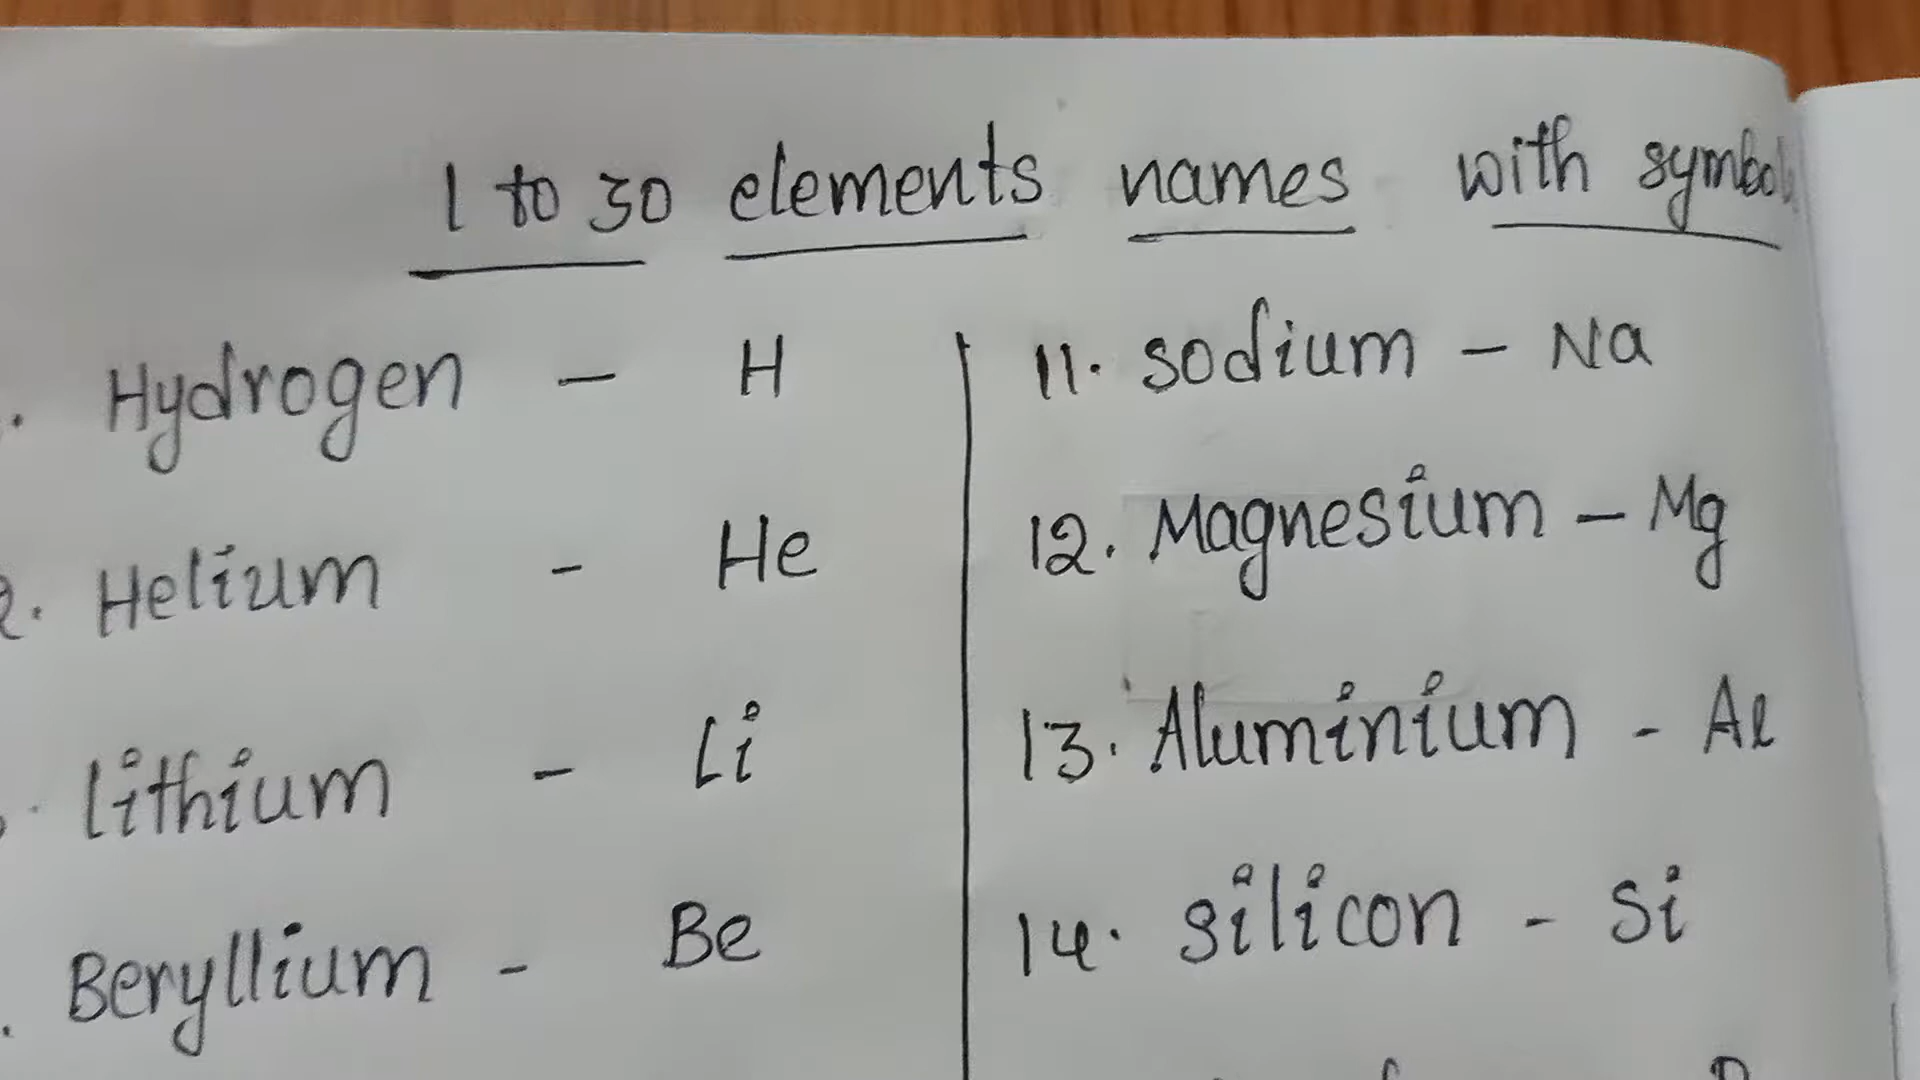 1 to 30 elements names with symbol
. Hydrogen - H
2. Helium - He
. Lithium - Li
. Beryllium - Be
11. sodium - Na
12. Magnesium - Mg
13. Aluminium - Al
14. silicon - Si